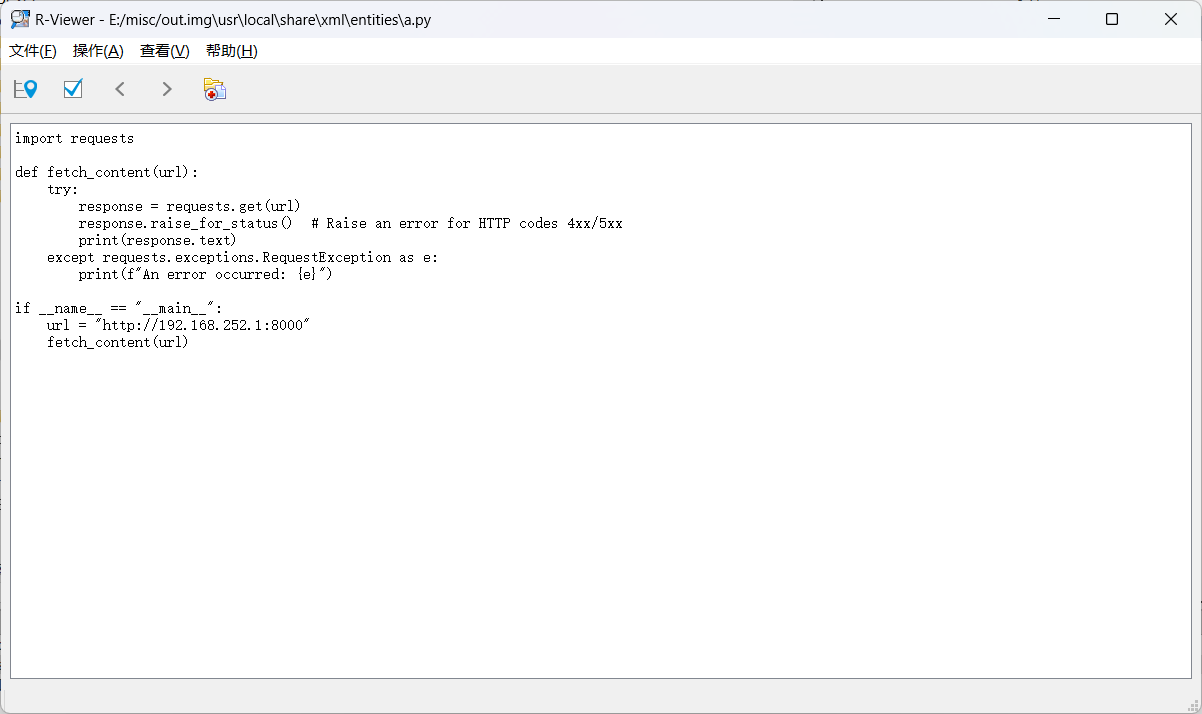 R-Viewer - E:/misc/out.img\usr\local\share\xml\entities\a.py
文件(F) 操作(A) 查看(V) 帮助(H)
import requests

def fetch_content(url):
    try:
        response = requests.get(url)
        response.raise_for_status()  # Raise an error for HTTP codes 4xx/5xx
        print(response.text)
    except requests.exceptions.RequestException as e:
        print(f"An error occurred: {e}")

if __name__ == "__main__":
    url = "http://192.168.252.1:8000"
    fetch_content(url)